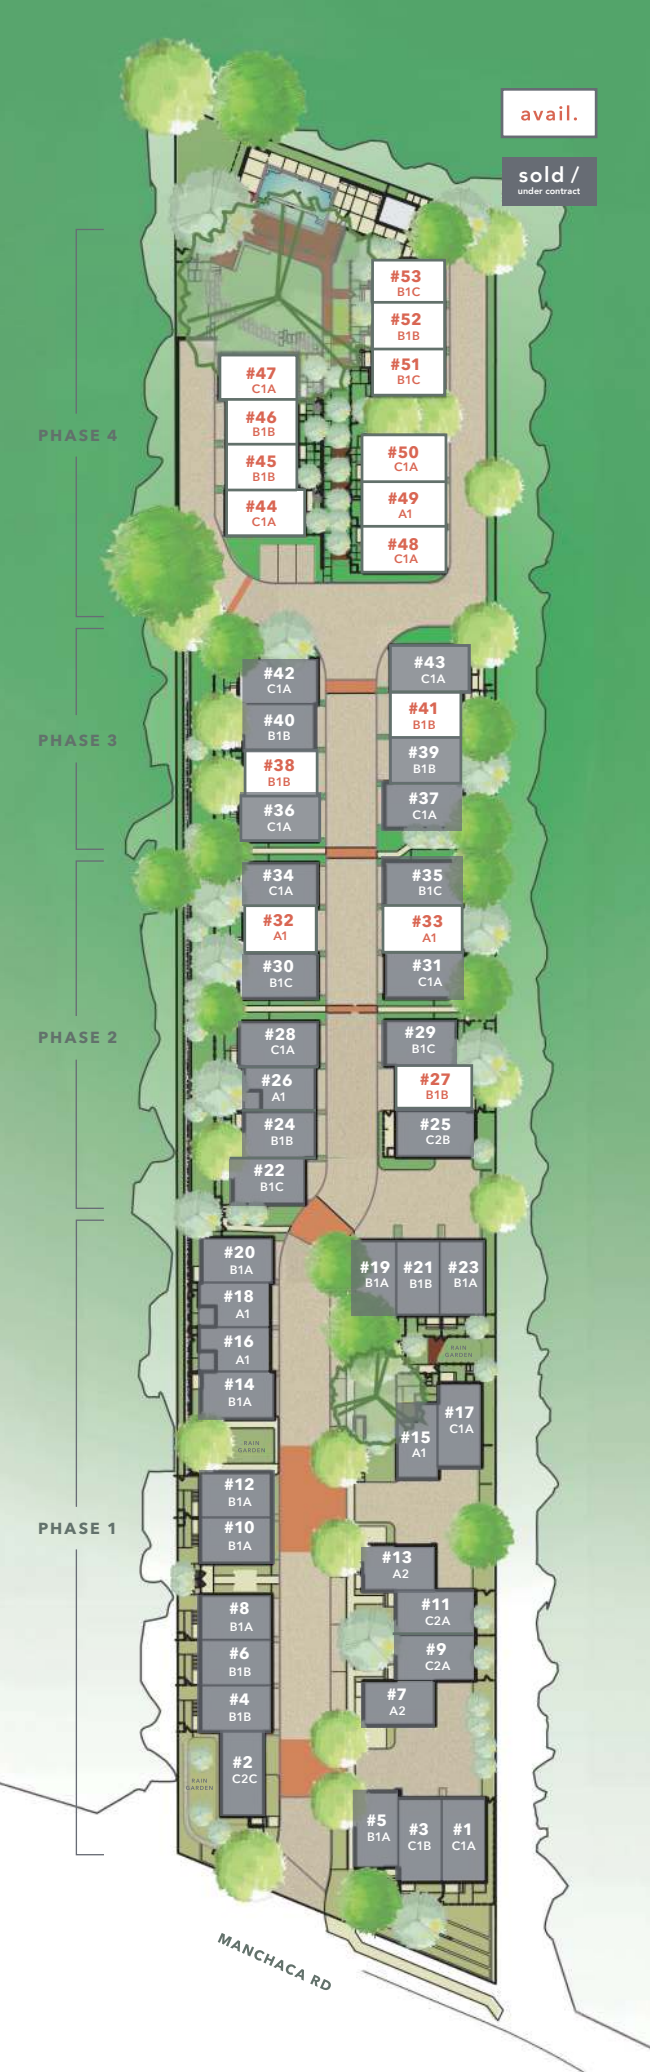 avail.
sold /
under contract
#53
B1C
#52
B1B
#51
B1C
#47
C1A
#46
B1B
#45
B1B
#44
C1A
PHASE 4
#50
C1A
#49
A1
#48
C1A
#42
C1A
#40
B1B
#38
B1B
#36
C1A
PHASE 3
#43
C1A
#41
B1B
#39
B1B
#37
C1A
#34
C1A
#32
A1
#30
B1C
#35
B1C
#33
A1
#31
C1A
PHASE 2
#28
C1A
#26
A1
#24
B1B
#22
B1C
#29
B1C
#27
B1B
#25
C2B
#20
B1A
#18
A1
#16
A1
#14
B1A
#19
B1A
#21
B1B
#23
B1A
RAIN
GARDEN
#17
C1A
#15
A1
RAIN
GARDEN
#12
B1A
#10
B1A
PHASE 1
#13
A2
#11
C2A
#9
C2A
#7
A2
#8
B1A
#6
B1B
#4
B1B
#2
C2C
RAIN
GARDEN
#5
B1A
#3
C1B
#1
C1A
MANCHACA RD